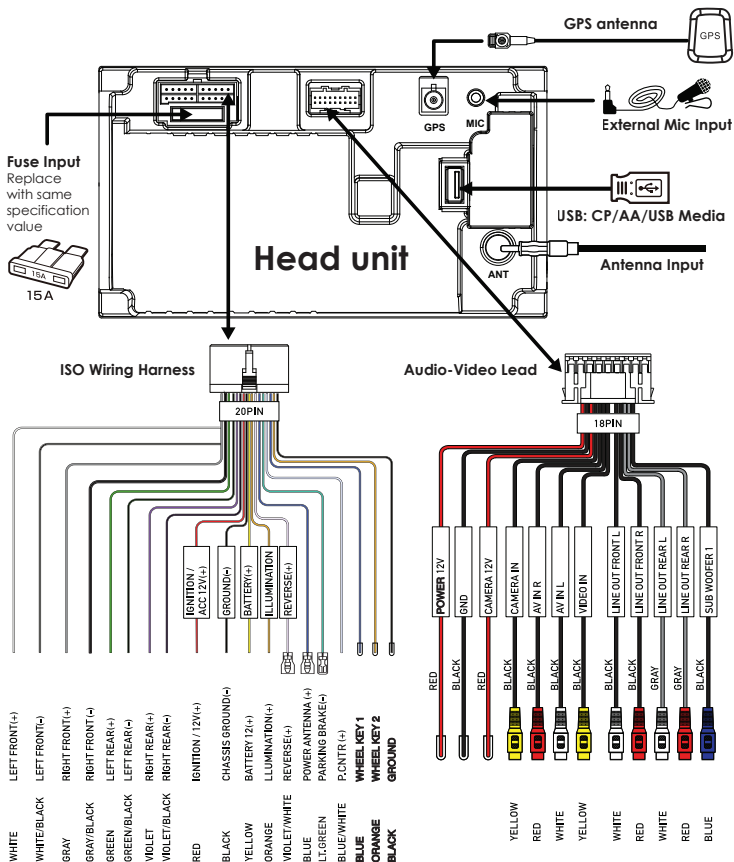 GPS antenna
GPS
GPS
MIC
External Mic Input
Fuse Input
Replace
with same
specification
value
15A
15A
USB: CP/AA/USB Media
Head unit
ANT
Antenna Input
ISO Wiring Harness
20PIN
Audio-Video Lead
18PIN
IGNITION /
ACC 12V(+)
GROUND(-)
BATTERY(+)
ILLUMINATION
REVERSE(+)
POWER 12V
GND
CAMERA 12V
CAMERA IN
AV IN R
AV IN L
VIDEO IN
LINE OUT FRONT L
LINE OUT FRONT R
LINE OUT REAR L
LINE OUT REAR R
SUB WOOFER 1
RED
BLACK
RED
BLACK
BLACK
BLACK
BLACK
BLACK
BLACK
GRAY
GRAY
BLACK
LEFT FRONT(+)
LEFT FRONT(-)
RIGHT FRONT(+)
RIGHT FRONT(-)
LEFT REAR(+)
LEFT REAR(-)
RIGHT REAR(+)
RIGHT REAR(-)
IGNITION / 12V(+)
CHASSIS GROUND(-)
BATTERY 12(+)
LLUMINATION(+)
REVERSE(+)
POWER ANTENNA (+)
PARKING BRAKE(-)
P.CNTR (+)
WHEEL KEY 1
WHEEL KEY 2
GROUND
WHITE
WHITE/BLACK
GRAY
GRAY/BLACK
GREEN
GREEN/BLACK
VIOLET
VIOLET/BLACK
RED
BLACK
YELLOW
ORANGE
VIOLET/WHITE
BLUE
LT.GREEN
BLUE/WHITE
BLUE
ORANGE
BLACK
YELLOW
RED
WHITE
YELLOW
WHITE
RED
WHITE
RED
BLUE